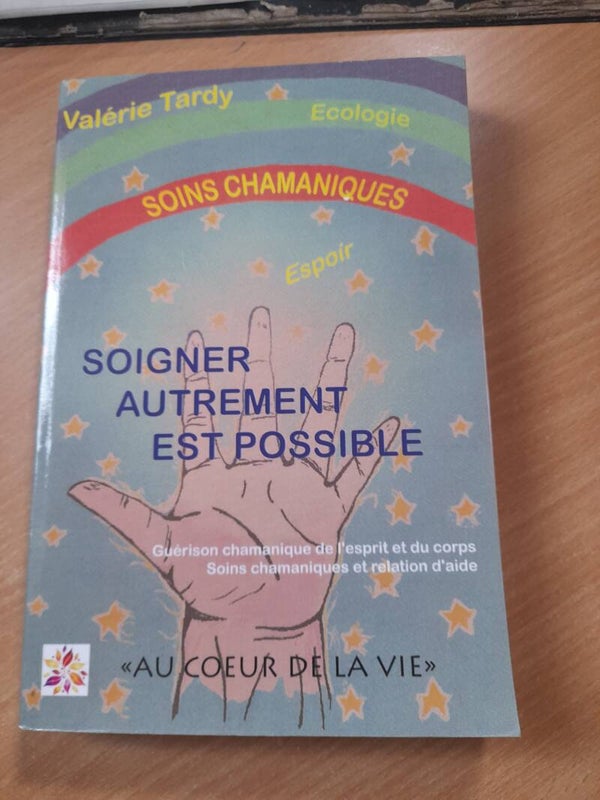 Valérie Tardy
Ecologie
SOINS CHAMANIQUES
Espoir
SOIGNER
AUTREMENT
EST POSSIBLE
Guérison chamanique de l'esprit et du corps
Soins chamaniques et relation d'aide
«AU COEUR DE LA VIE»